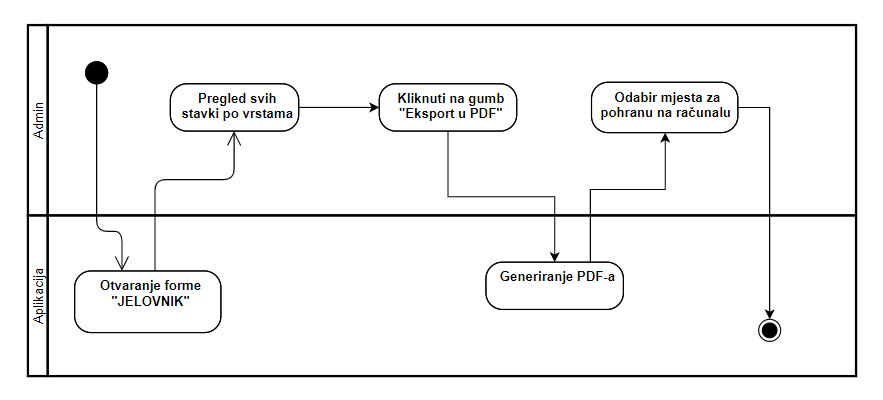 Admin
Pregled svih
stavki po vrstama
Kliknuti na gumb
"Eksport u PDF"
Odabir mjesta za
pohranu na računalu
Aplikacija
Otvaranje forme
"JELOVNIK"
Generiranje PDF-a